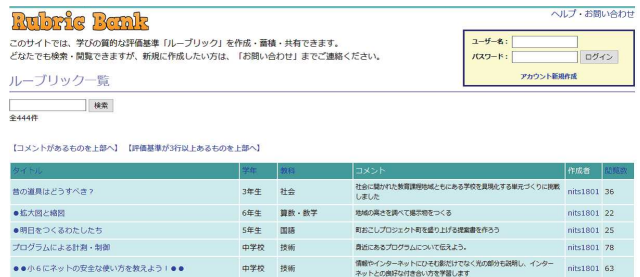 Rubric Bank
ヘルプ・お問い合わせ
このサイトでは、学びの質的な評価基準「ルーブリック」を作成・蓄積・共有できます。
どなたでも検索・閲覧できますが、新規に作成したい方は、「お問い合わせ」までご連絡ください。
ユーザー名：
パスワード： ログイン
アカウント新規作成
ルーブリック一覧
検索
全444件
【コメントがあるものを上部へ】 【評価基準が3行以上あるものを上部へ】
タイトル 学年 教科 コメント 作成者 閲覧数
昔の道具はどうすべき？ 3年生 社会 社会に開かれた教育課程地域ともにある学校を具現化する単元づくりに挑戦
しました nits1801 36
●拡大図と縮図 6年生 算数・数学 地域の高さを調べて掲示物をつくる nits1801 22
●明日をつくるわたしたち 5年生 国語 町おこしプロジェクト町を盛り上げる提案書を作ろう nits1801 25
プログラムによる計測・制御 中学校 技術 身近にあるプログラムについて伝えよう。 nits1801 78
●●小６にネットの安全な使い方を教えよう！●● 中学校 技術 情報やインターネットにひそむ影だけでなく光の部分も説明し、インター
ネットとの良好な付き合い方を学習します nits1801 63